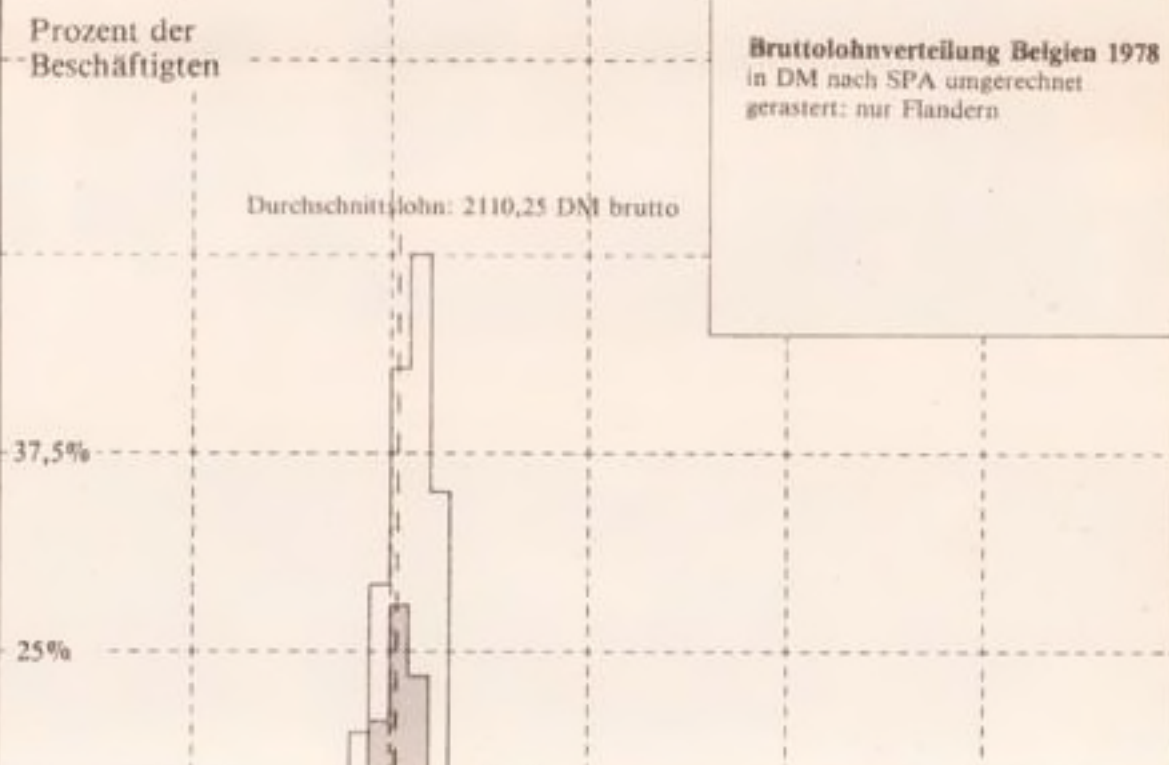 Prozent der
Beschäftigten
Bruttolohnverteilung Belgien 1978
in DM nach SPA umgerechnet
gerastert: nur Flandern
Durchschnittslohn: 2110,25 DM brutto
37,5%
25%